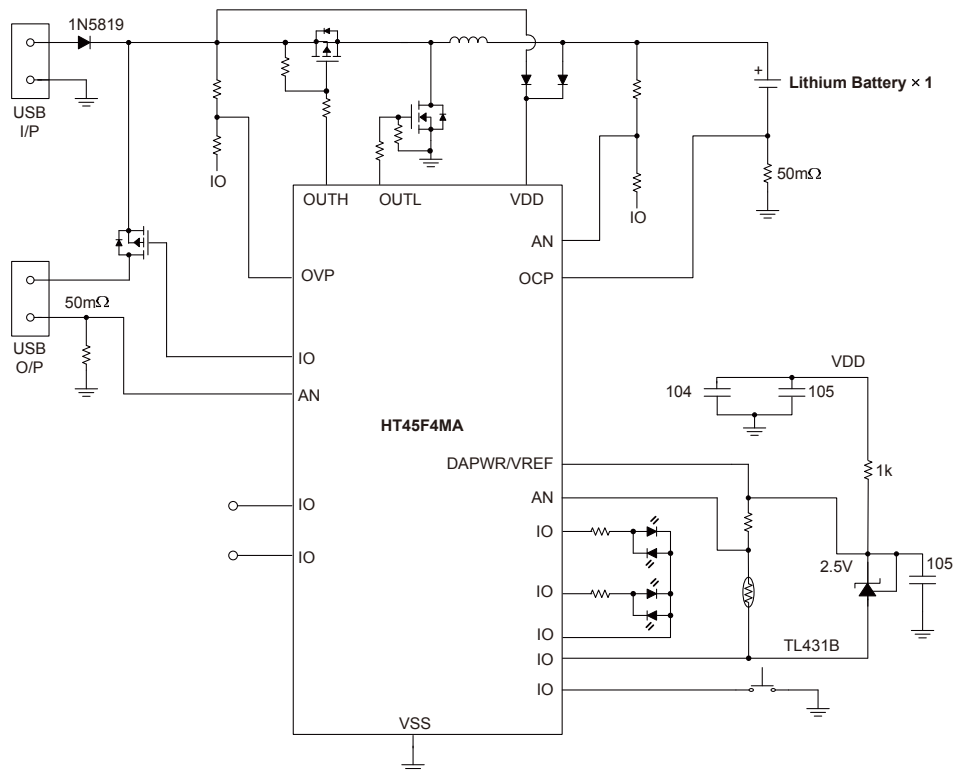 1N5819
USB
I/P
Lithium Battery × 1
+
50mΩ
IO
IO
OUTH
OUTL
VDD
AN
OVP
OCP
50mΩ
USB
O/P
IO
AN
VDD
104
105
HT45F4MA
DAPWR/VREF
1k
AN
IO
IO
IO
2.5V
105
IO
IO
IO
TL431B
IO
VSS